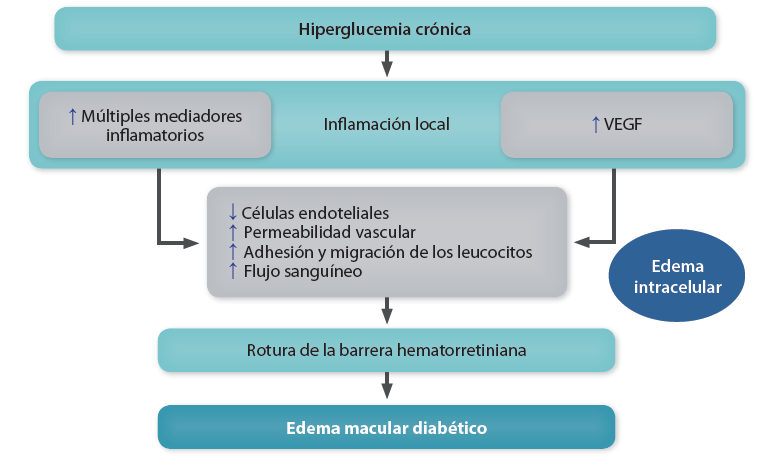 Hiperglucemia crónica
↑ Múltiples mediadores
inflamatorios
Inflamación local
↑ VEGF
↓ Células endoteliales
↑ Permeabilidad vascular
↑ Adhesión y migración de los leucocitos
↑ Flujo sanguíneo
Edema
intracelular
Rotura de la barrera hematorretiniana
Edema macular diabético